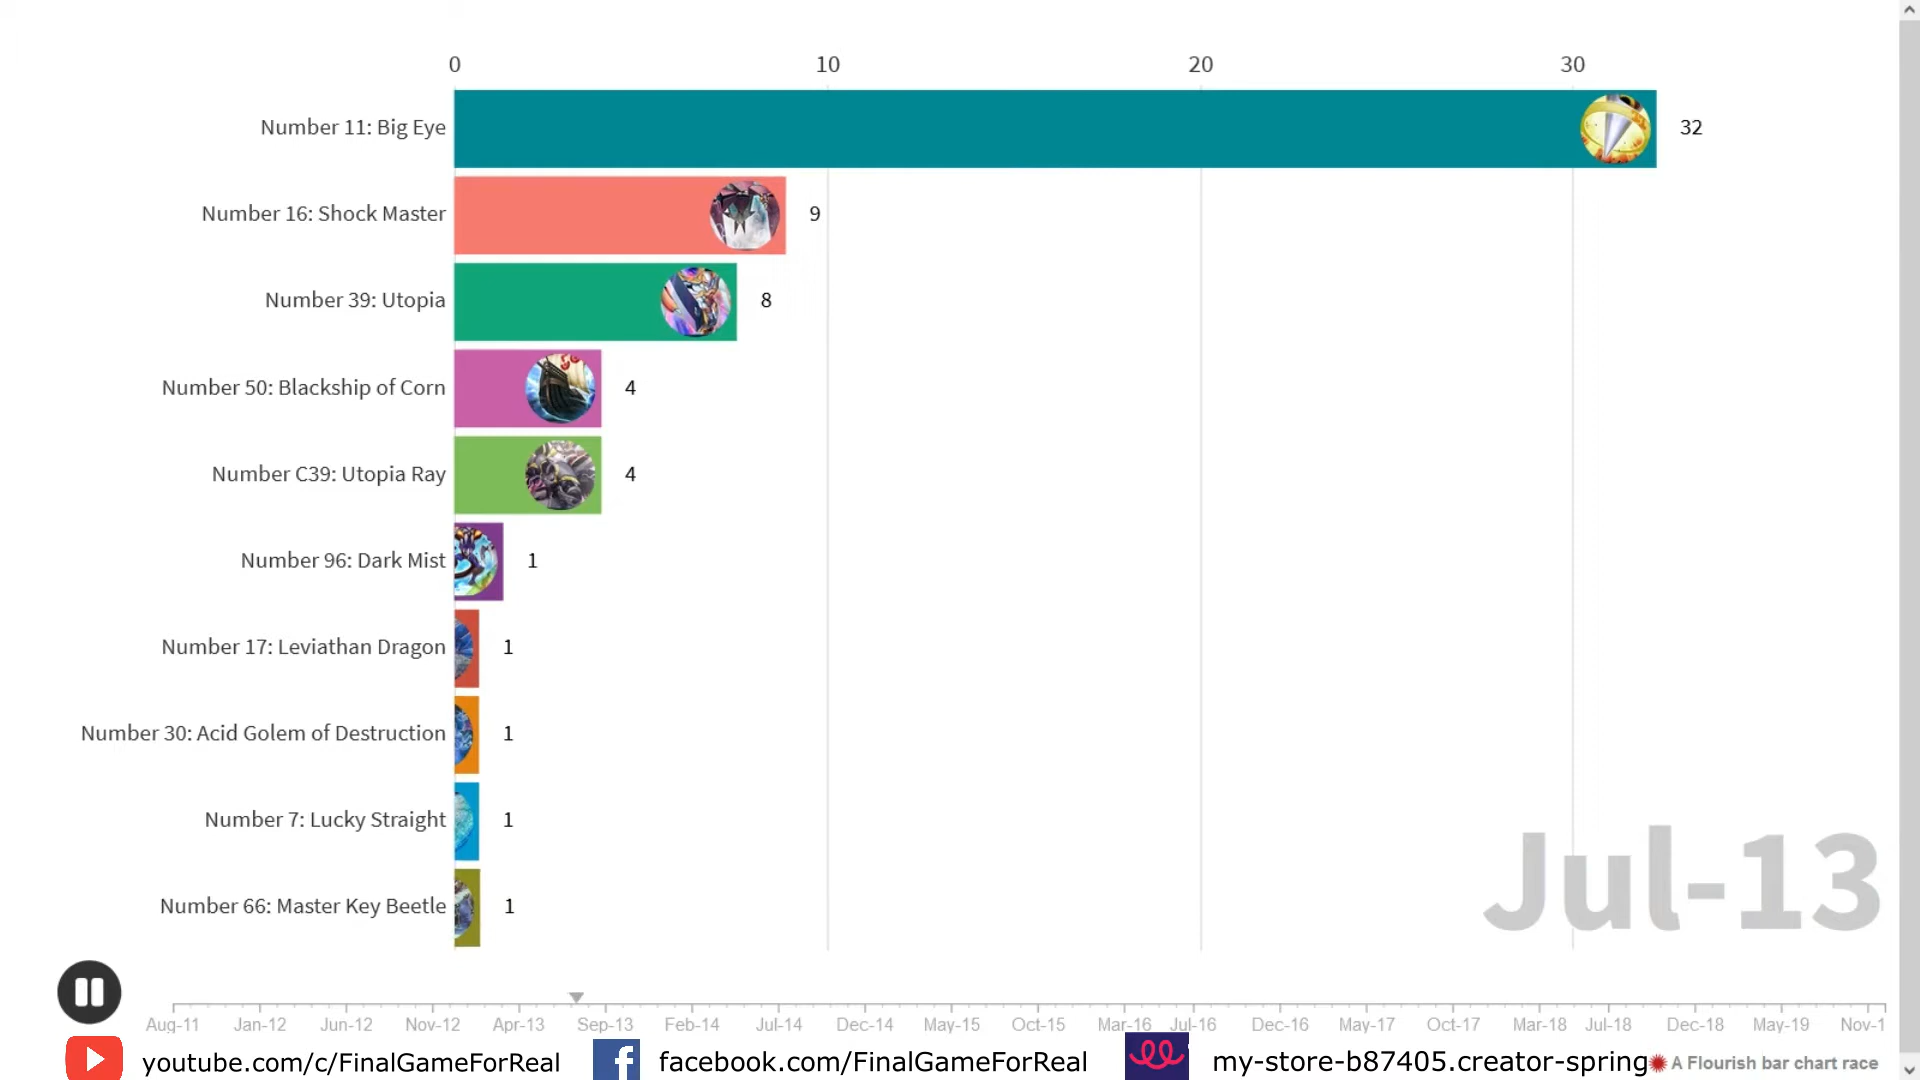 0 10 20 30
Number 11: Big Eye 32
Number 16: Shock Master 9
Number 39: Utopia 8
Number 50: Blackship of Corn 4
Number C39: Utopia Ray 4
Number 96: Dark Mist 1
Number 17: Leviathan Dragon 1
Number 30: Acid Golem of Destruction 1
Number 7: Lucky Straight 1
Number 66: Master Key Beetle 1
Jul-13
Aug-11 Jan-12 Jun-12 Nov-12 Apr-13 Sep-13 Feb-14 Jul-14 Dec-14 May-15 Oct-15 Mar-16 Jul-16 Dec-16 May-17 Oct-17 Mar-18 Jul-18 Dec-18 May-19 Nov-1
youtube.com/c/FinalGameForReal facebook.com/FinalGameForReal my-store-b87405.creator-spring A Flourish bar chart race